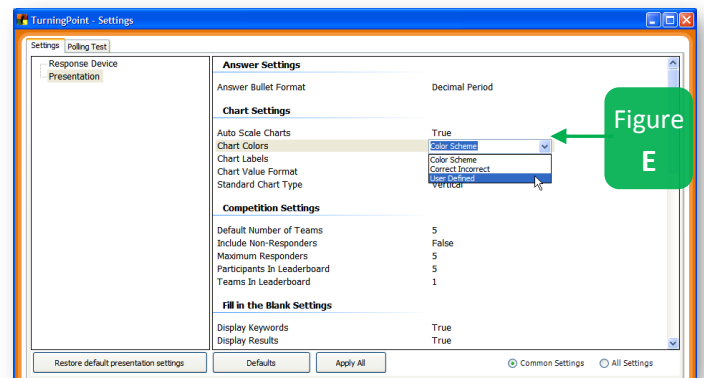 TurningPoint - Settings
Settings Polling Test
Response Device
Presentation
Answer Settings
Answer Bullet Format Decimal Period
Chart Settings
Auto Scale Charts True
Chart Colors Color Scheme
Chart Labels Color Scheme
Chart Value Format Correct Incorrect
User Defined
Standard Chart Type Vertical
Competition Settings
Default Number of Teams 5
Include Non-Responders False
Maximum Responders 5
Participants In Leaderboard 5
Teams In Leaderboard 1
Fill in the Blank Settings
Display Keywords True
Display Results True
Restore default presentation settings Defaults Apply All Common Settings All Settings
Figure
E